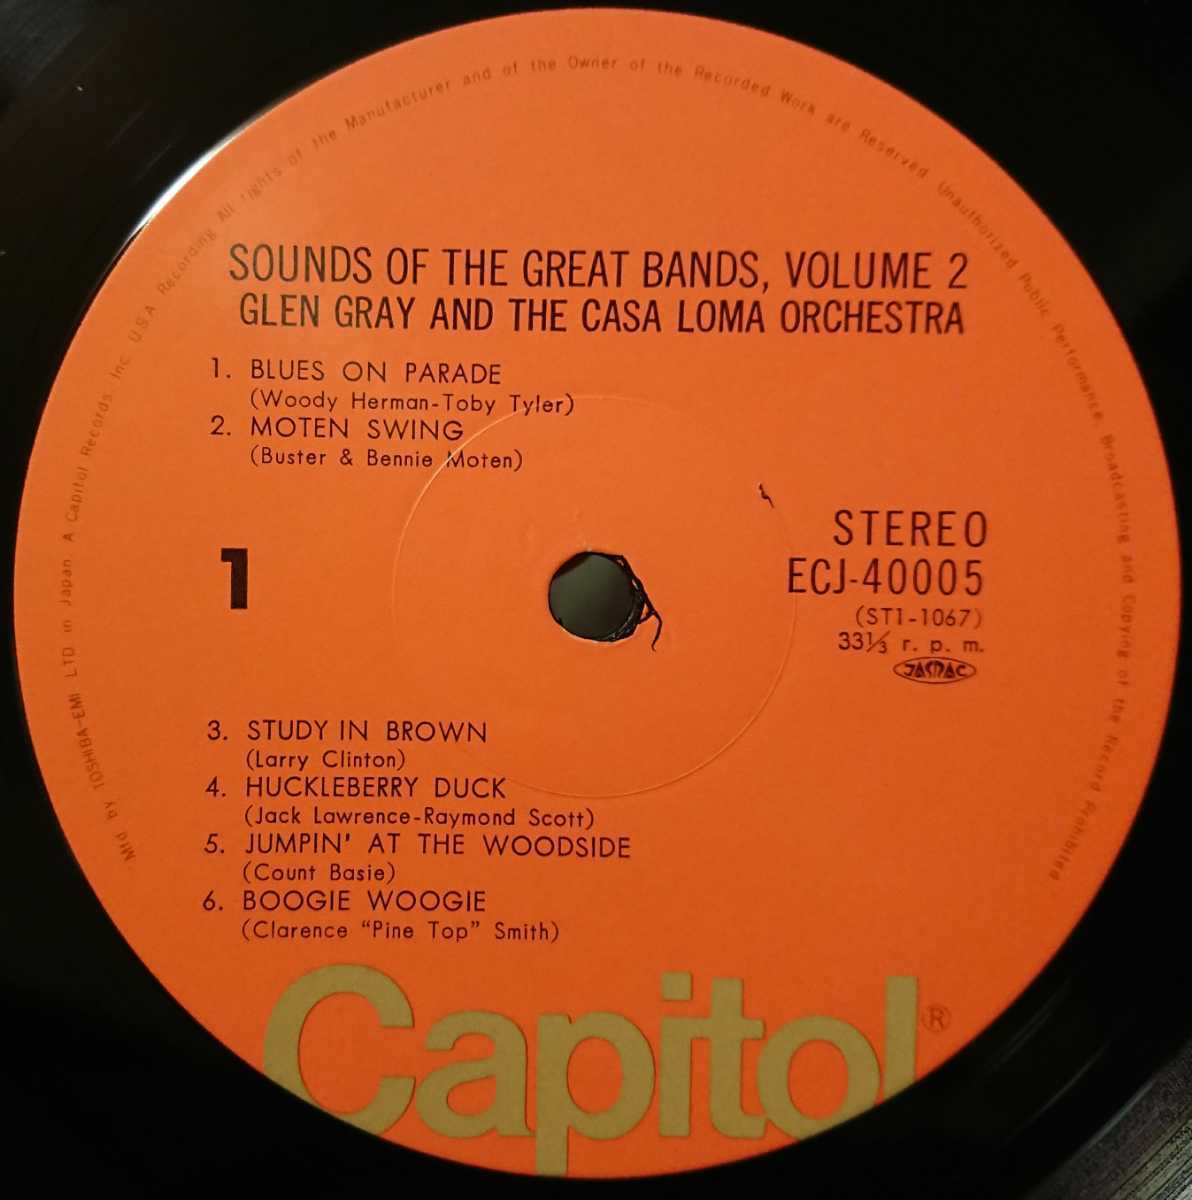 Mfd by TOSHIBA-EMI LTD. in Japan. A Capitol Records. Inc. U.S.A. Recording All rights of the Manufacturer and of the Owner of the Recorded Work are Reserved Unauthorized Public Performance. Broadcasting and Copying of the Record Prohibited
SOUNDS OF THE GREAT BANDS, VOLUME 2
GLEN GRAY AND THE CASA LOMA ORCHESTRA
1. BLUES ON PARADE
(Woody Herman-Toby Tyler)
2. MOTEN SWING
(Buster & Bennie Moten)
1
STEREO
ECJ-40005
(ST1-1067)
33⅓ r. p. m.
JASRAC
3. STUDY IN BROWN
(Larry Clinton)
4. HUCKLEBERRY DUCK
(Jack Lawrence-Raymond Scott)
5. JUMPIN' AT THE WOODSIDE
(Count Basie)
6. BOOGIE WOOGIE
(Clarence “Pine Top” Smith)
Capitol®